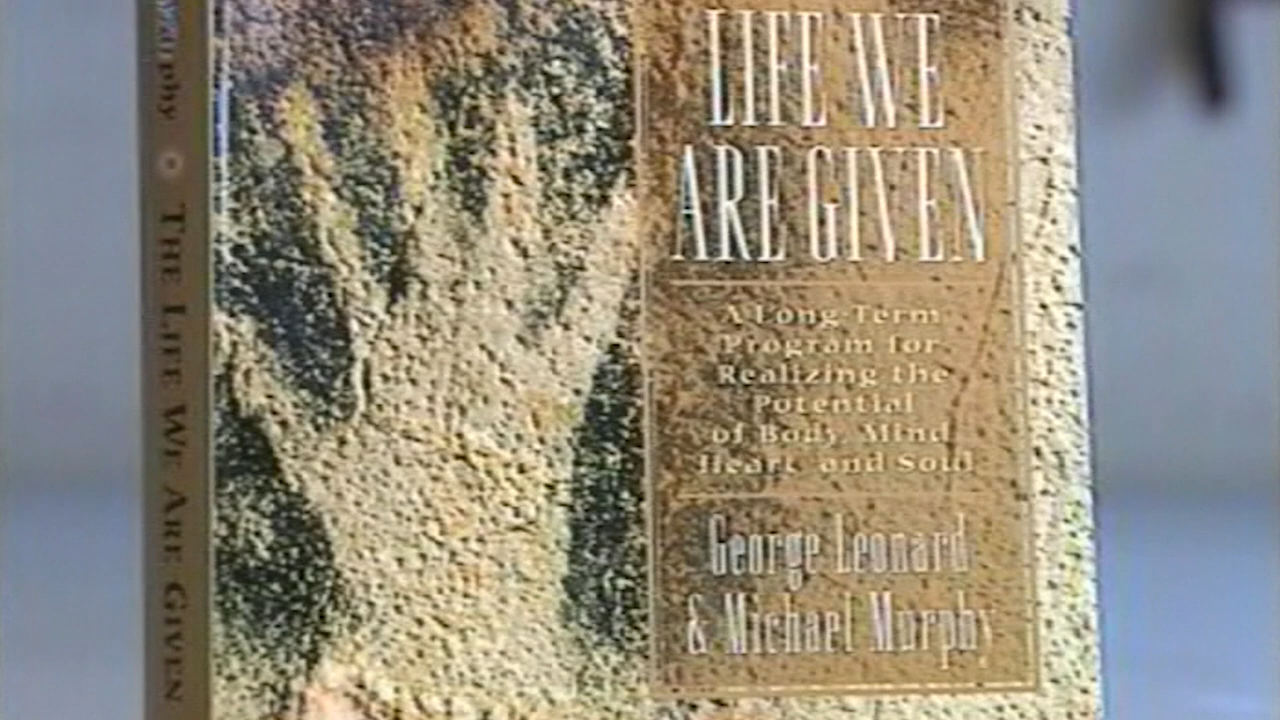 LIFE WE
ARE GIVEN
A Long-Term
Program for
Realizing the
Potential
of Body, Mind,
Heart, and Soul
George Leonard
& Michael Murphy
THE LIFE WE ARE GIVEN